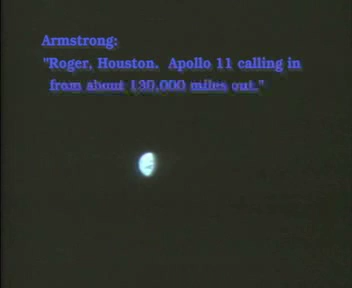 Armstrong:
"Roger, Houston.  Apollo 11 calling in
from about 130,000 miles out."